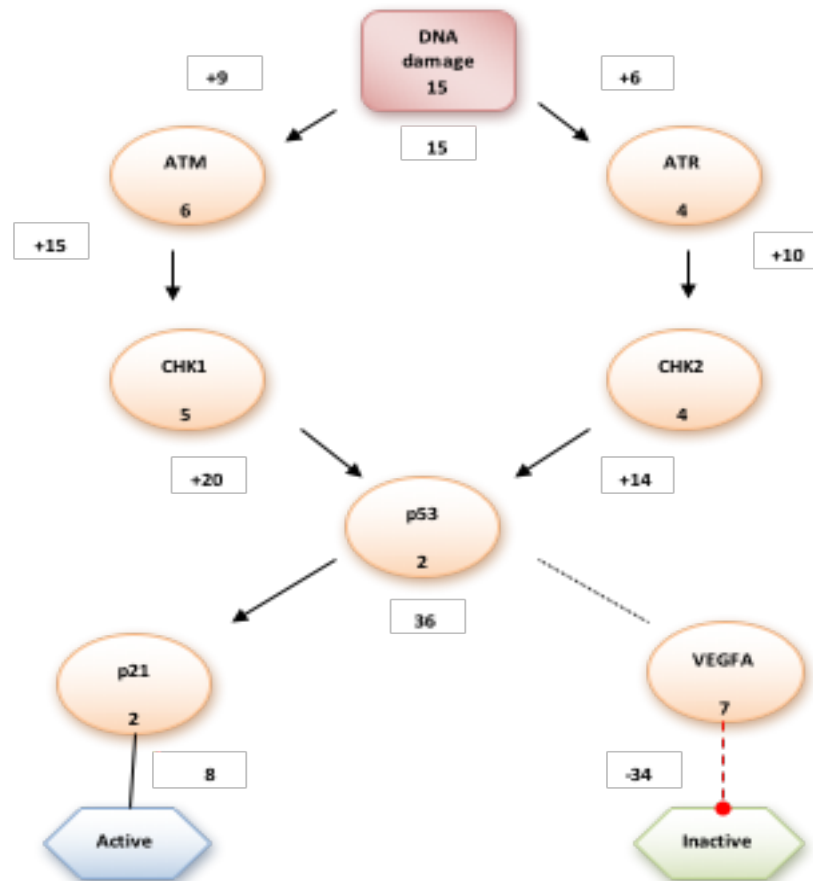 DNA
damage
15
+9
+6
15
ATM
6
ATR
4
+15
+10
CHK1
5
CHK2
4
+20
+14
p53
2
36
p21
2
VEGFA
7
8
-34
Active
Inactive